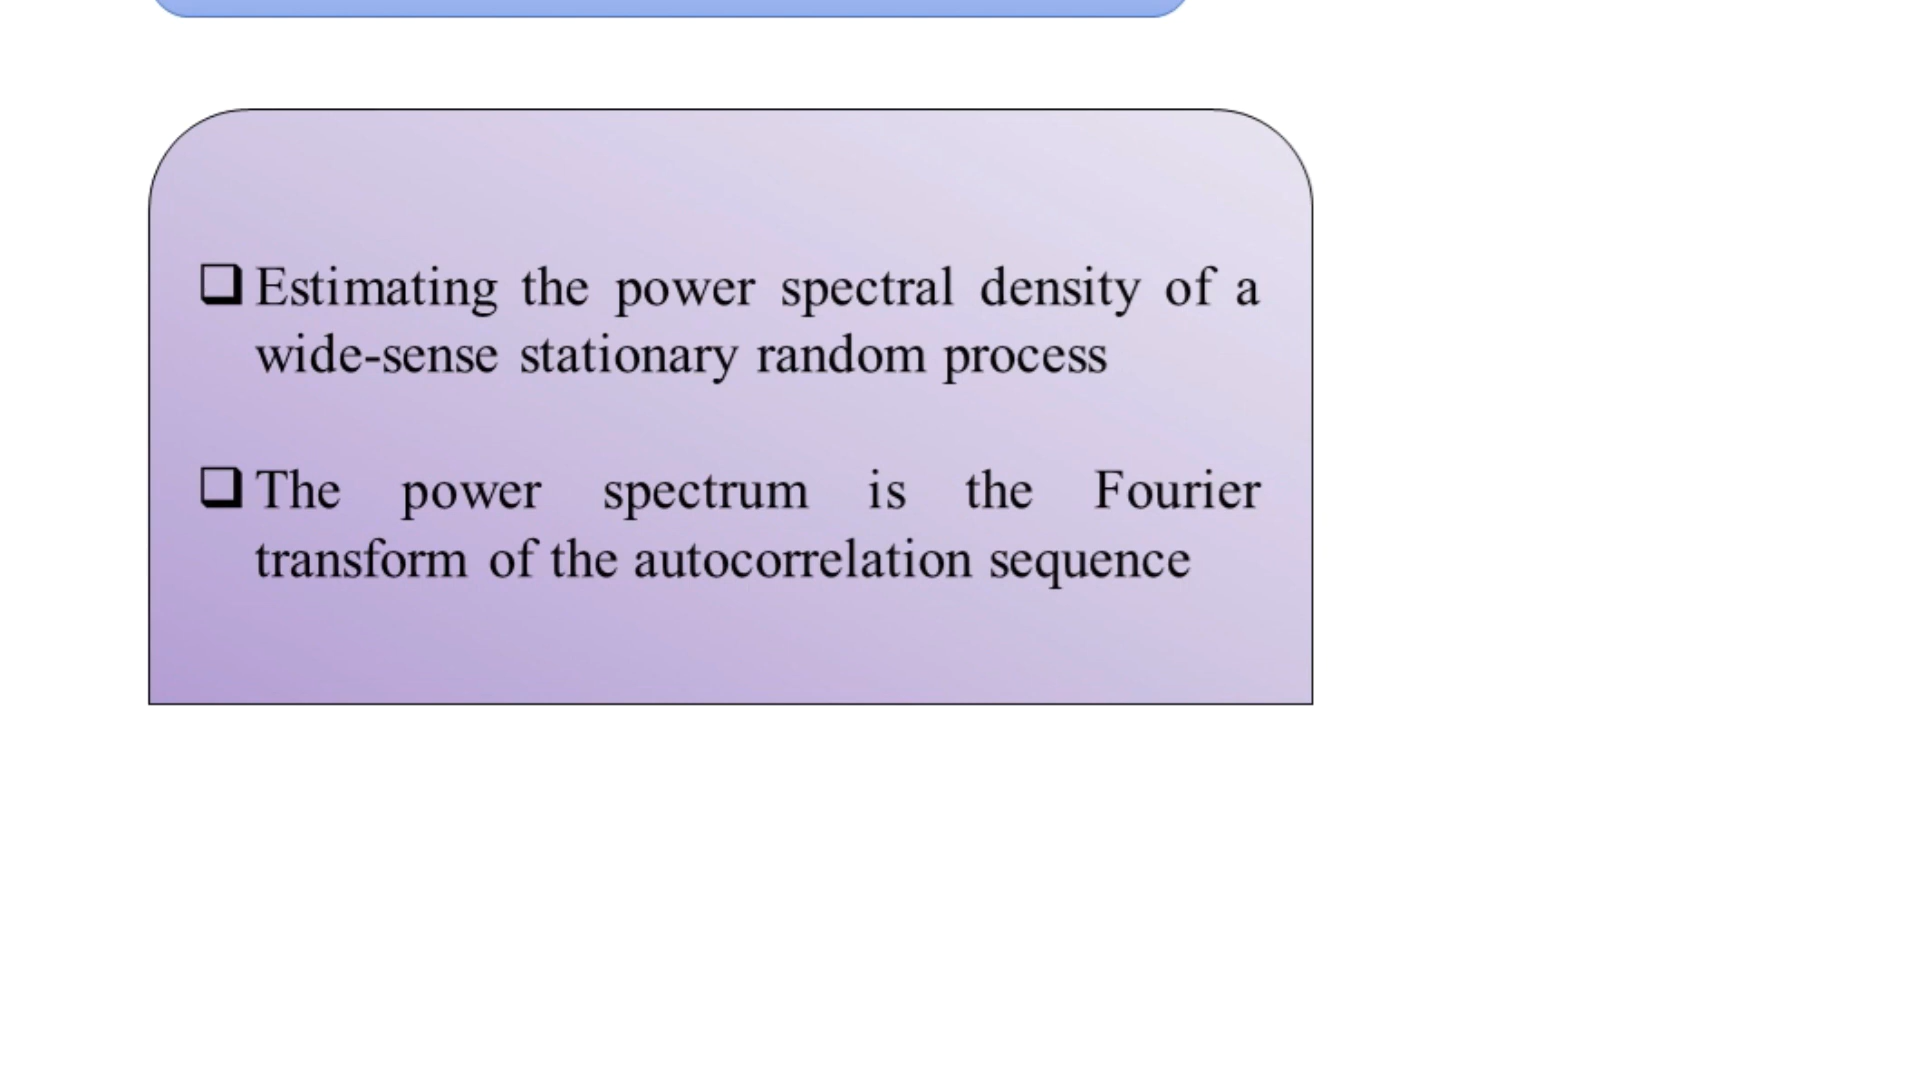 ❑ Estimating the power spectral density of a
wide-sense stationary random process
❑ The power spectrum is the Fourier
transform of the autocorrelation sequence